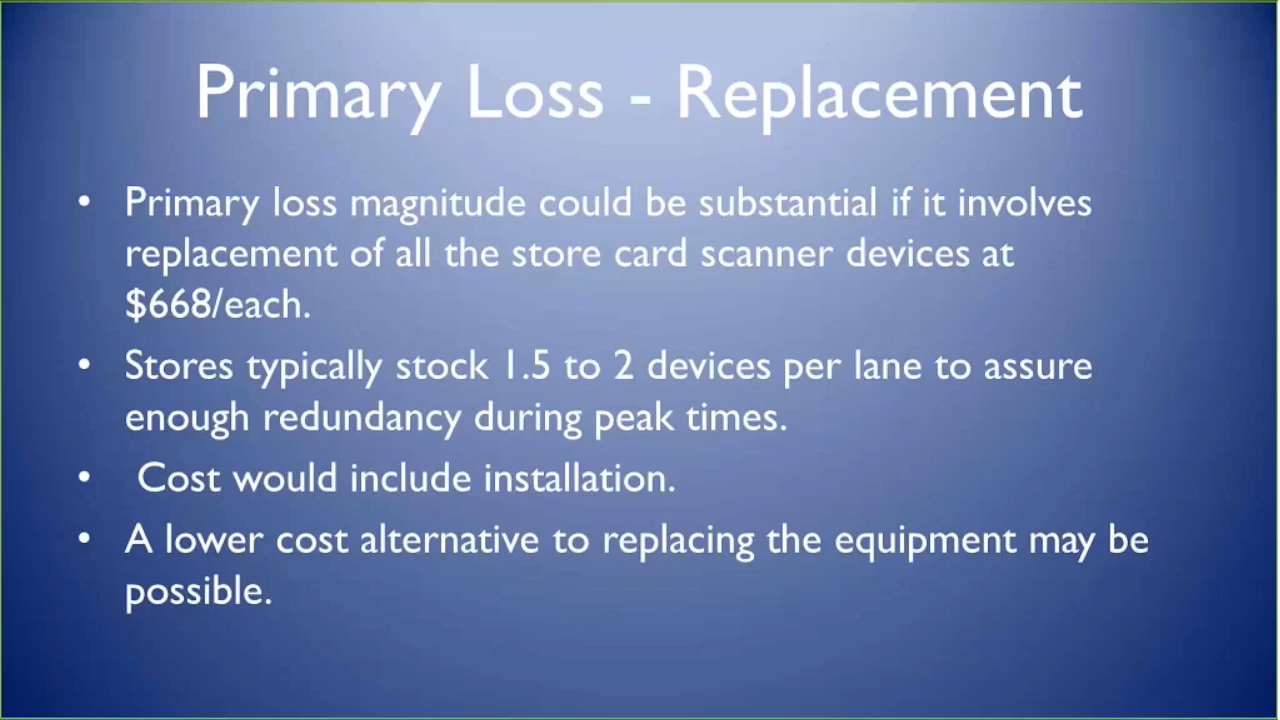 Primary Loss - Replacement
• Primary loss magnitude could be substantial if it involves
replacement of all the store card scanner devices at
$668/each.
• Stores typically stock 1.5 to 2 devices per lane to assure
enough redundancy during peak times.
• Cost would include installation.
• A lower cost alternative to replacing the equipment may be
possible.